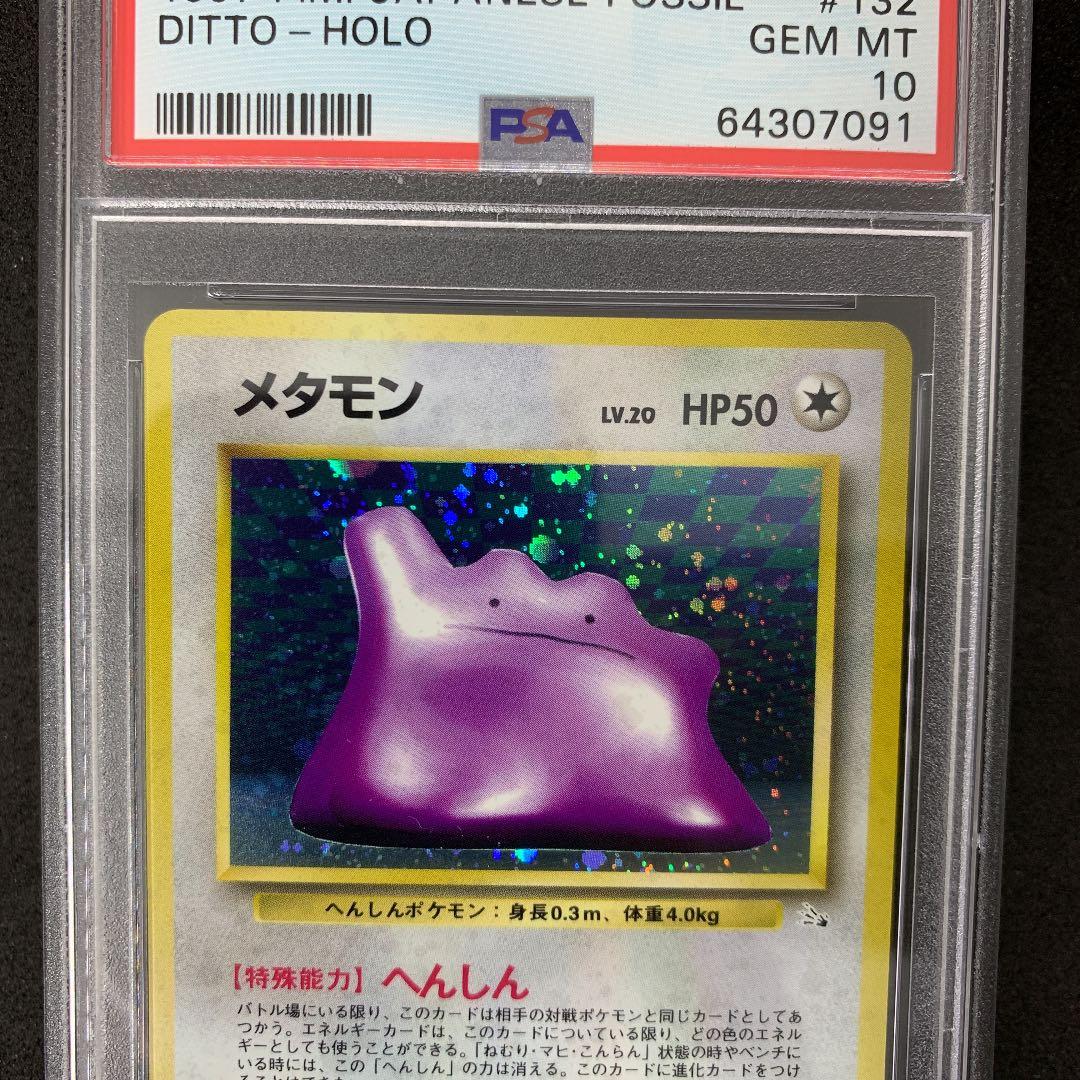 JAPANESE FOSSIL #132
DITTO – HOLO GEM MT
10
PSA 64307091
メタモン LV.20 HP50
へんしんポケモン：身長0.3m、体重4.0kg
【特殊能力】へんしん
バトル場にいる限り、このカードは相手の対戦ポケモンと同じカードとしてあ
つかう。エネルギーカードは、このカードについている限り、どの色のエネル
ギーとしても使うことができる。「ねむり・マヒ・こんらん」状態の時やベンチに
いる時には、この「へんしん」の力は消える。このカードに進化カードをつけ